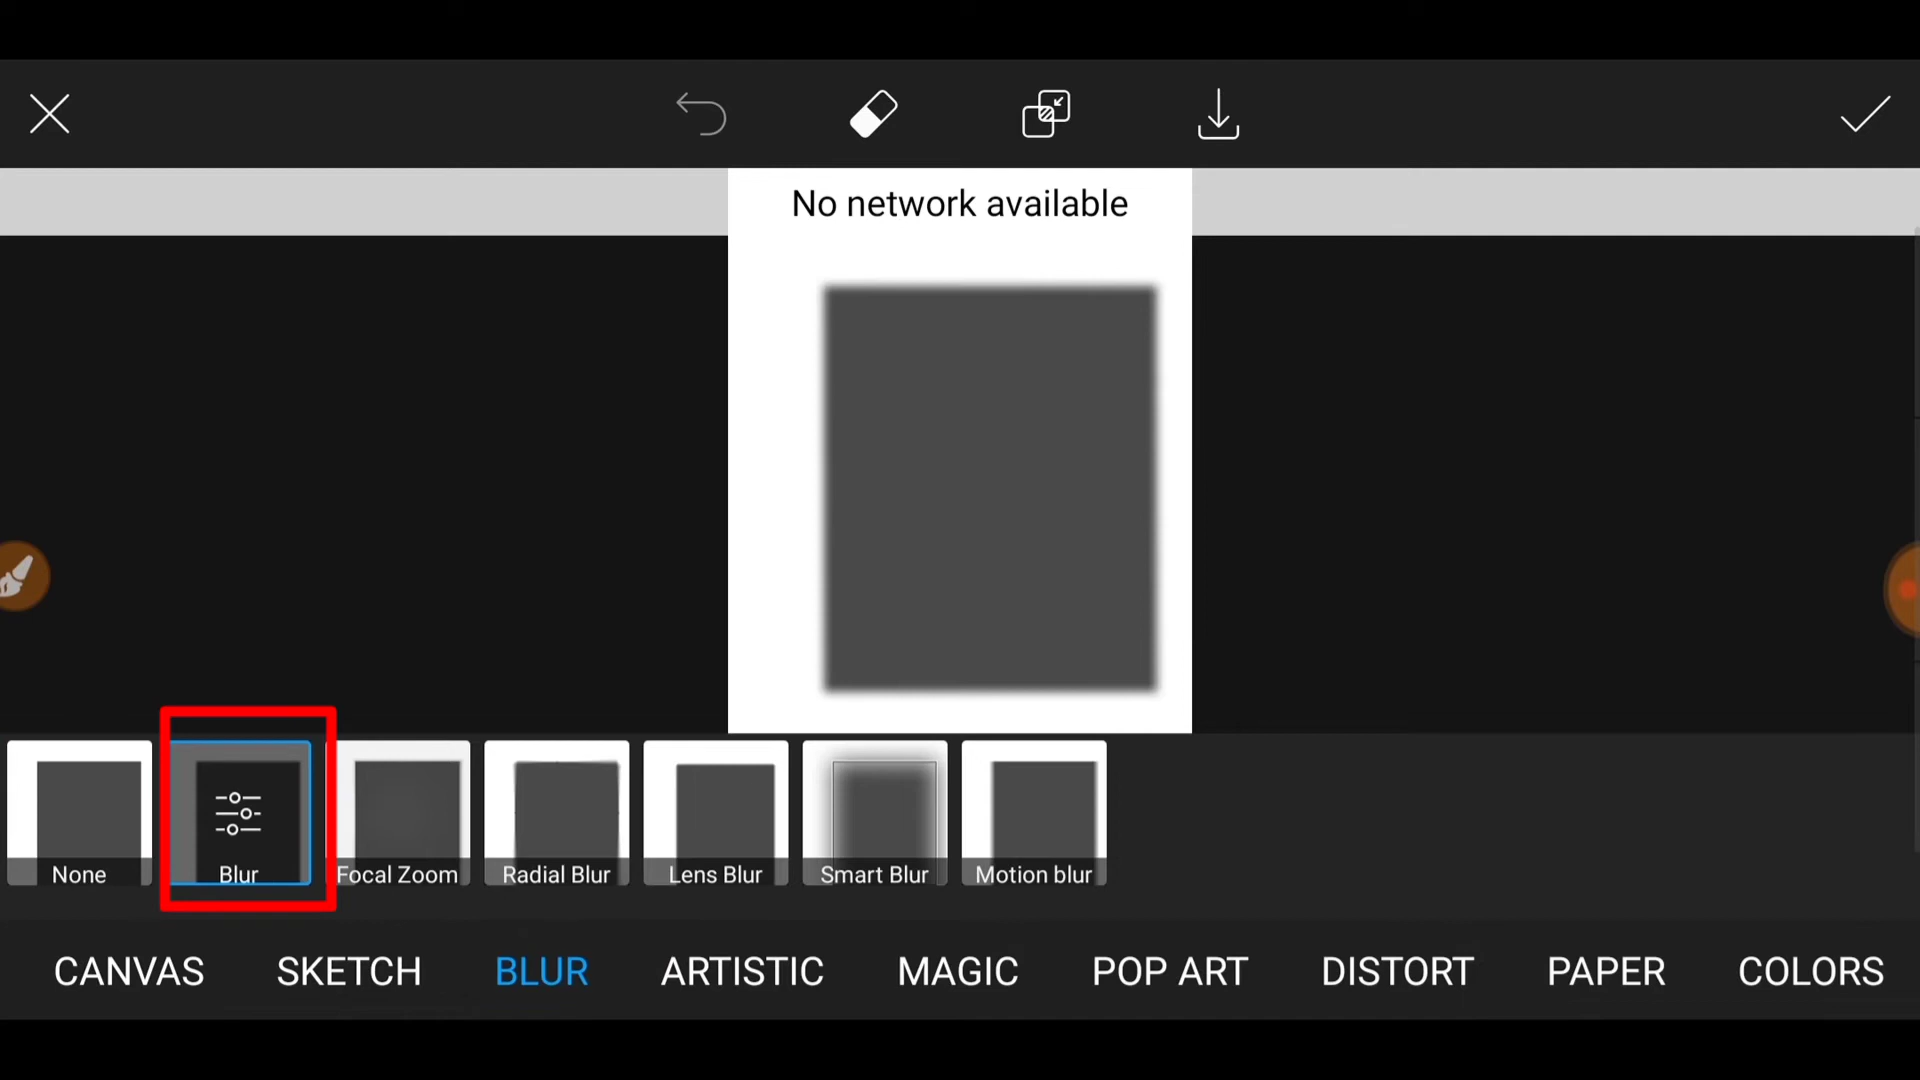 No network available
None
Blur
Focal Zoom
Radial Blur
Lens Blur
Smart Blur
Motion blur
CANVAS
SKETCH
BLUR
ARTISTIC
MAGIC
POP ART
DISTORT
PAPER
COLORS